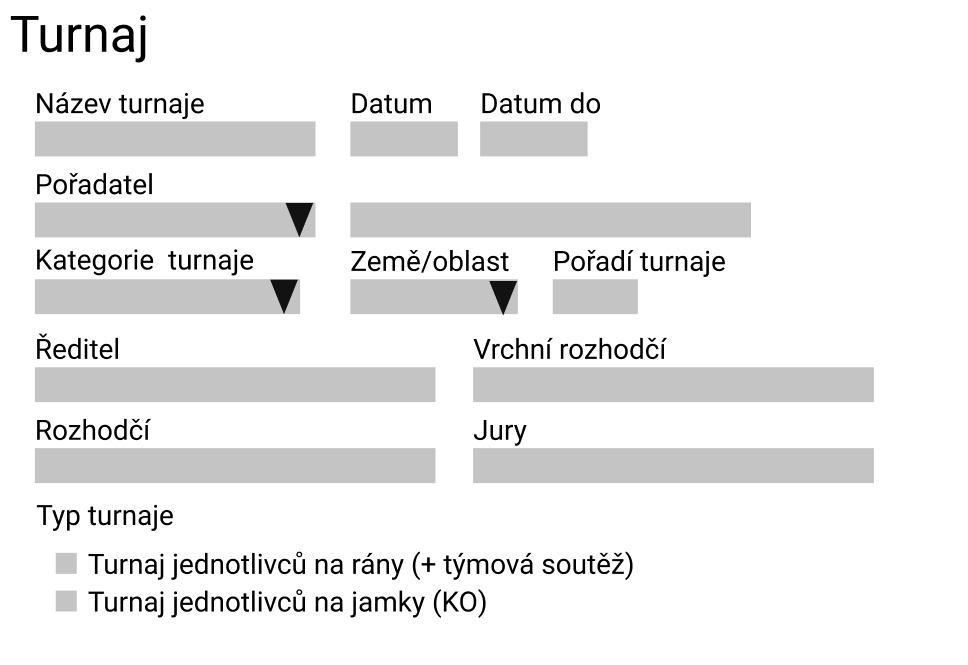 Turnaj
Název turnaje Datum Datum do
Pořadatel
Kategorie turnaje Země/oblast Pořadí turnaje
Ředitel Vrchní rozhodčí
Rozhodčí Jury
Typ turnaje
Turnaj jednotlivců na rány (+ týmová soutěž)
Turnaj jednotlivců na jamky (KO)